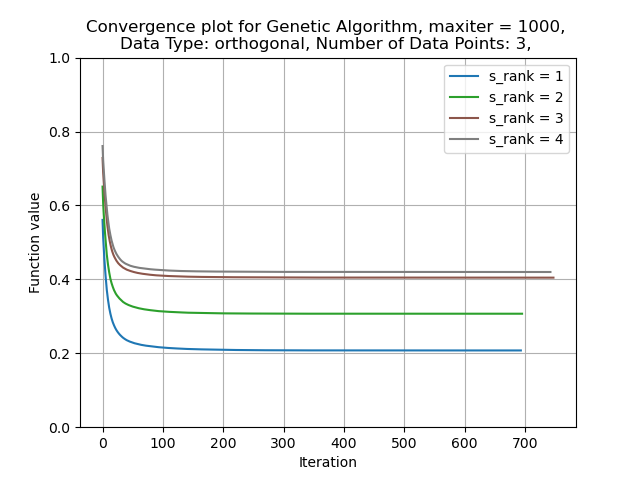 Convergence plot for Genetic Algorithm, maxiter = 1000,
Data Type: orthogonal, Number of Data Points: 3,
1.0
0.8
0.6
0.4
0.2
0.0
Function value
s_rank = 1
s_rank = 2
s_rank = 3
s_rank = 4
0 100 200 300 400 500 600 700
Iteration